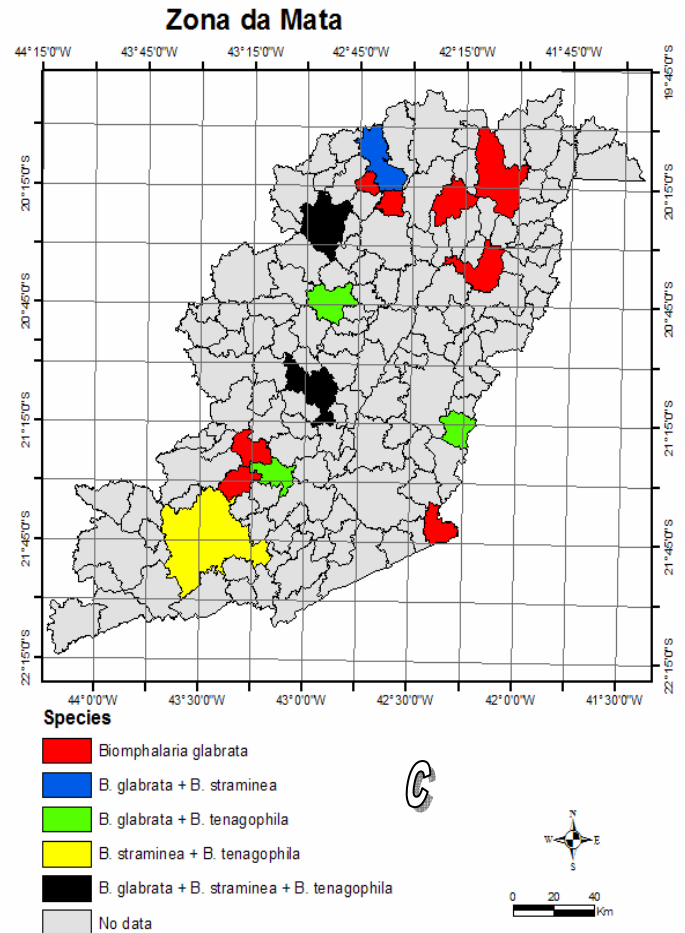 Zona da Mata
44°15'0"W 43°45'0"W 43°15'0"W 42°45'0"W 42°15'0"W 41°45'0"W
19°45'0"S
20°15'0"S 20°15'0"S
20°45'0"S 20°45'0"S
21°15'0"S 21°15'0"S
21°45'0"S 21°45'0"S
22°15'0"S 22°15'0"S
44°0'0"W 43°30'0"W 43°0'0"W 42°30'0"W 42°0'0"W 41°30'0"W
Species
Biomphalaria glabrata
B. glabrata + B. straminea
B. glabrata + B. tenagophila
B. straminea + B. tenagophila
B. glabrata + B. straminea + B. tenagophila
No data
C
N
W E
S
0 20 40
Km